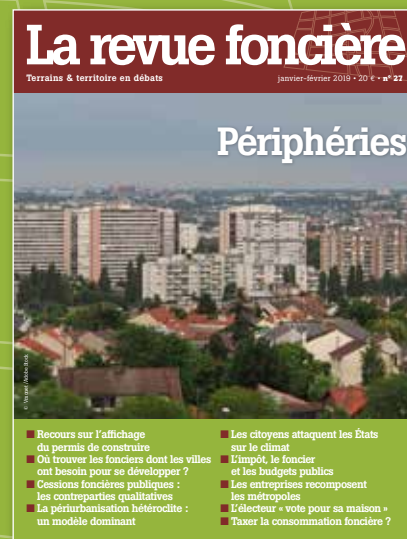 La revue foncière
Terrains & territoire en débats
janvier-février 2019 • 20 € • n° 27
Périphéries
■ Recours sur l'affichage
du permis de construire
■ Où trouver les fonciers dont les villes
ont besoin pour se développer ?
■ Cessions foncières publiques :
les contreparties qualitatives
■ La périurbanisation hétéroclite :
un modèle dominant
■ Les citoyens attaquent les États
sur le climat
■ L'impôt, le foncier
et les budgets publics
■ Les entreprises recomposent
les métropoles
■ L'électeur « vote pour sa maison »
■ Taxer la consommation foncière ?